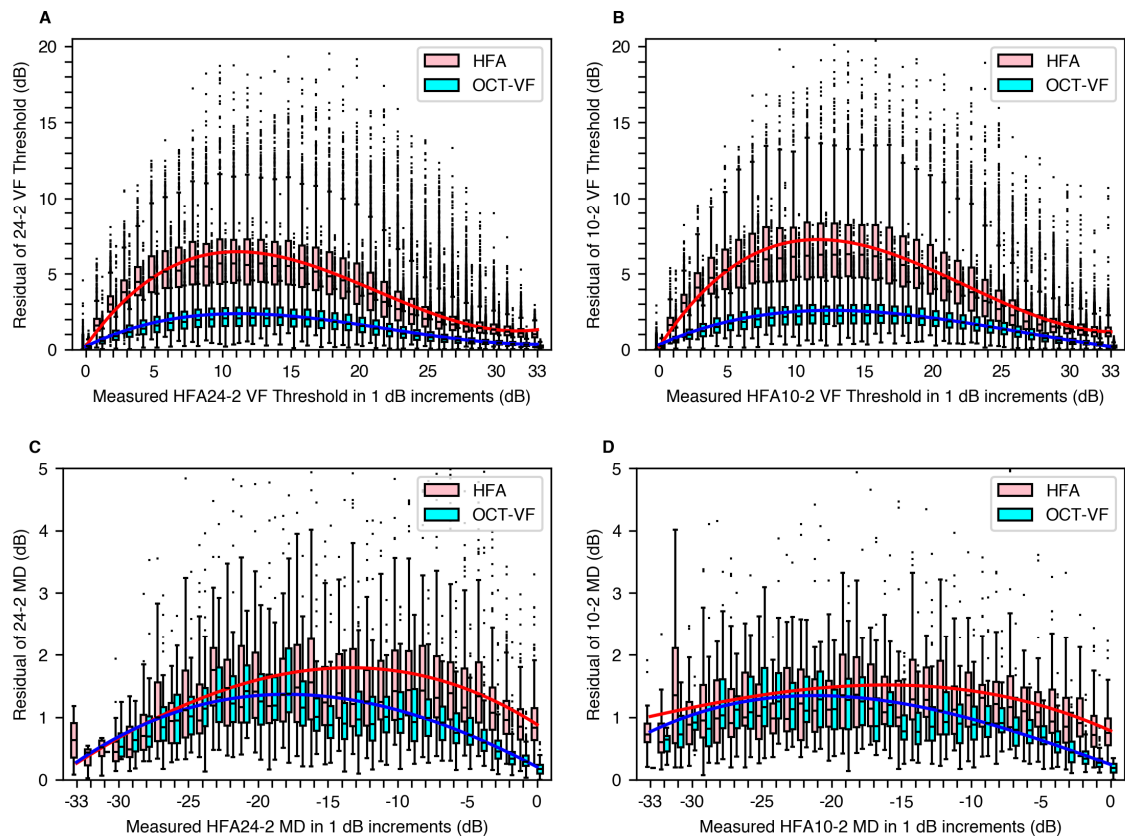 A
Residual of 24-2 VF Threshold (dB)
20
15
10
5
0
HFA
OCT-VF
0 5 10 15 20 25 30 33
Measured HFA24-2 VF Threshold in 1 dB increments (dB)
B
Residual of 10-2 VF Threshold (dB)
20
15
10
5
0
HFA
OCT-VF
0 5 10 15 20 25 30 33
Measured HFA10-2 VF Threshold in 1 dB increments (dB)
C
Residual of 24-2 MD (dB)
5
4
3
2
1
0
HFA
OCT-VF
-33 -30 -25 -20 -15 -10 -5 0
Measured HFA24-2 MD in 1 dB increments (dB)
D
Residual of 10-2 MD (dB)
5
4
3
2
1
0
HFA
OCT-VF
-33 -30 -25 -20 -15 -10 -5 0
Measured HFA10-2 MD in 1 dB increments (dB)